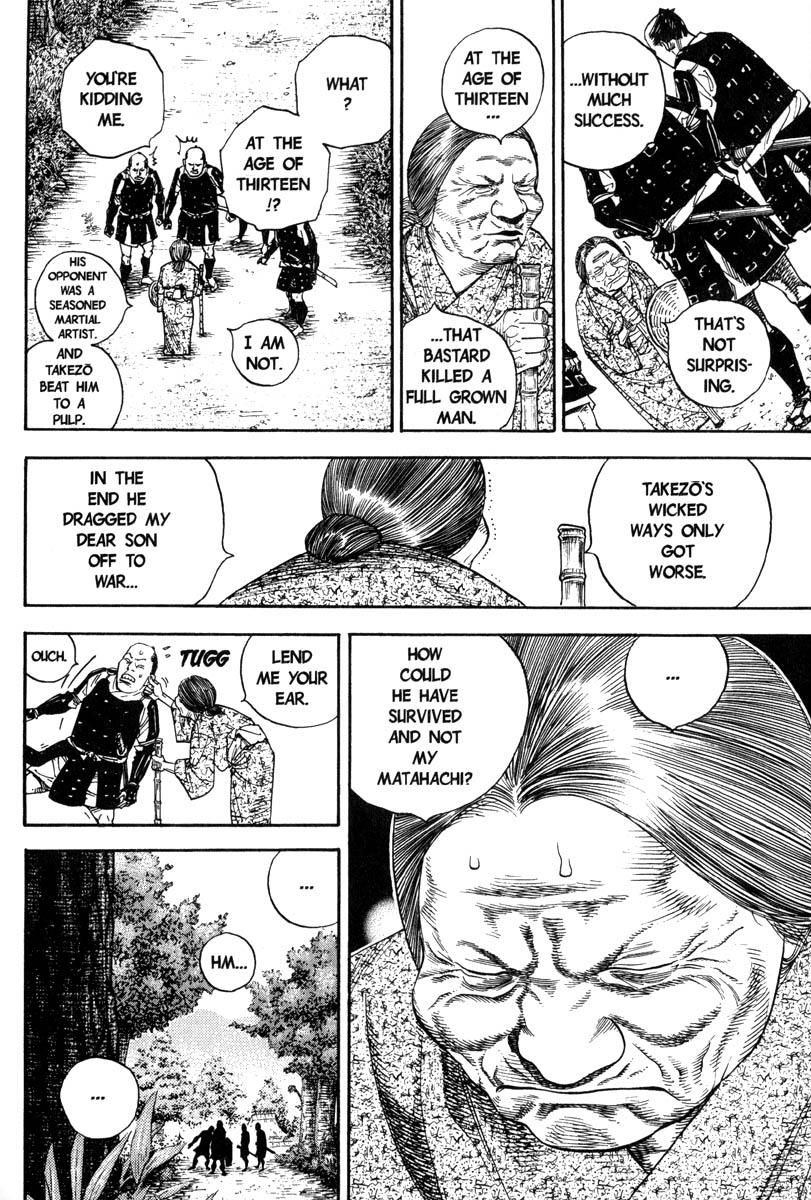 ...WITHOUT
MUCH
SUCCESS.
THAT'S
NOT
SURPRIS-
ING.
AT THE
AGE OF
THIRTEEN
...
...THAT
BASTARD
KILLED A
FULL GROWN
MAN.
WHAT
?
AT THE
AGE OF
THIRTEEN
!?
YOU'RE
KIDDING
ME.
I AM
NOT.
HIS
OPPONENT
WAS A
SEASONED
MARTIAL
ARTIST.
AND
TAKEZŌ
BEAT HIM
TO A
PULP.
TAKEZŌ'S
WICKED
WAYS ONLY
GOT
WORSE.
IN THE
END HE
DRAGGED MY
DEAR SON
OFF TO
WAR...
...
HOW
COULD
HE HAVE
SURVIVED
AND NOT
MY
MATAHACHI?
LEND
ME YOUR
EAR.
TUGG
OUCH.
...
HM...
...